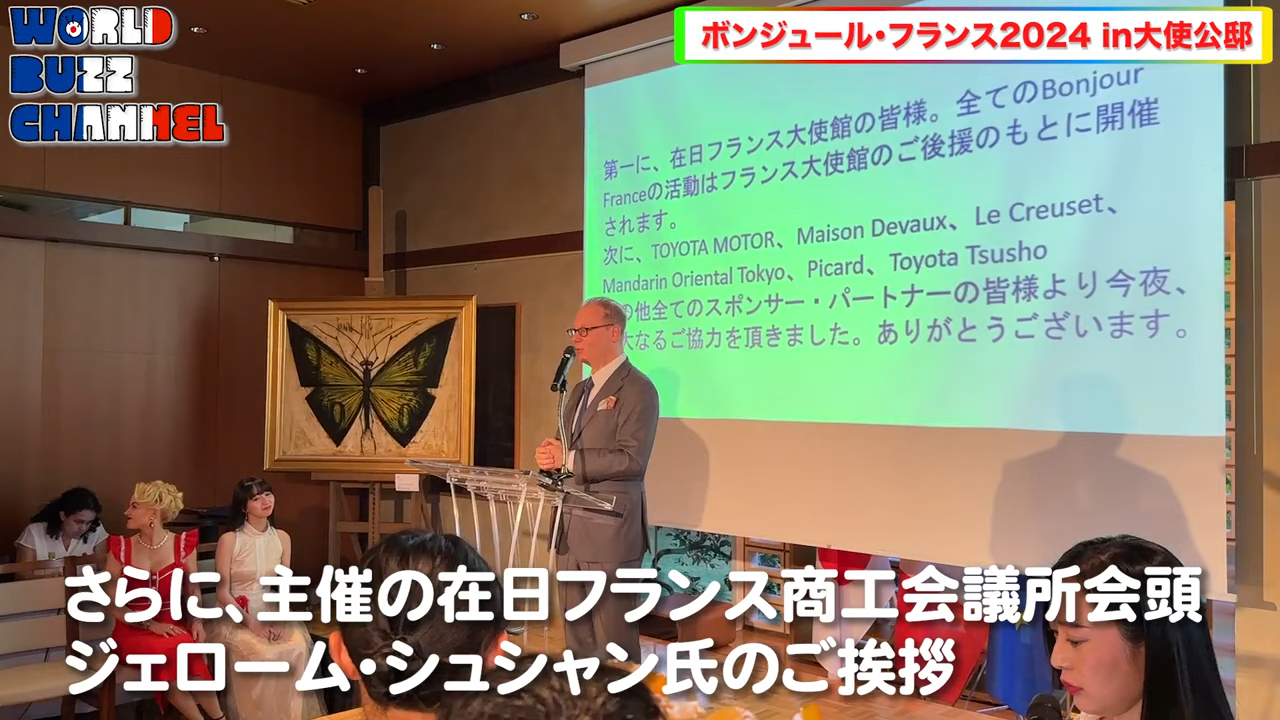 WORLD
BUZZ
CHANNEL
ボンジュール・フランス2024 in大使公邸
第一に、在日フランス大使館の皆様。全てのBonjour
Franceの活動はフランス大使館のご後援のもとに開催
されます。
次に、TOYOTA MOTOR、Maison Devaux、Le Creuset、
Mandarin Oriental Tokyo、Picard、Toyota Tsusho
の他全てのスポンサー・パートナーの皆様より今夜、
大なるご協力を頂きました。ありがとうございます。
さらに、主催の在日フランス商工会議所会頭
ジェローム・シュシャン氏のご挨拶